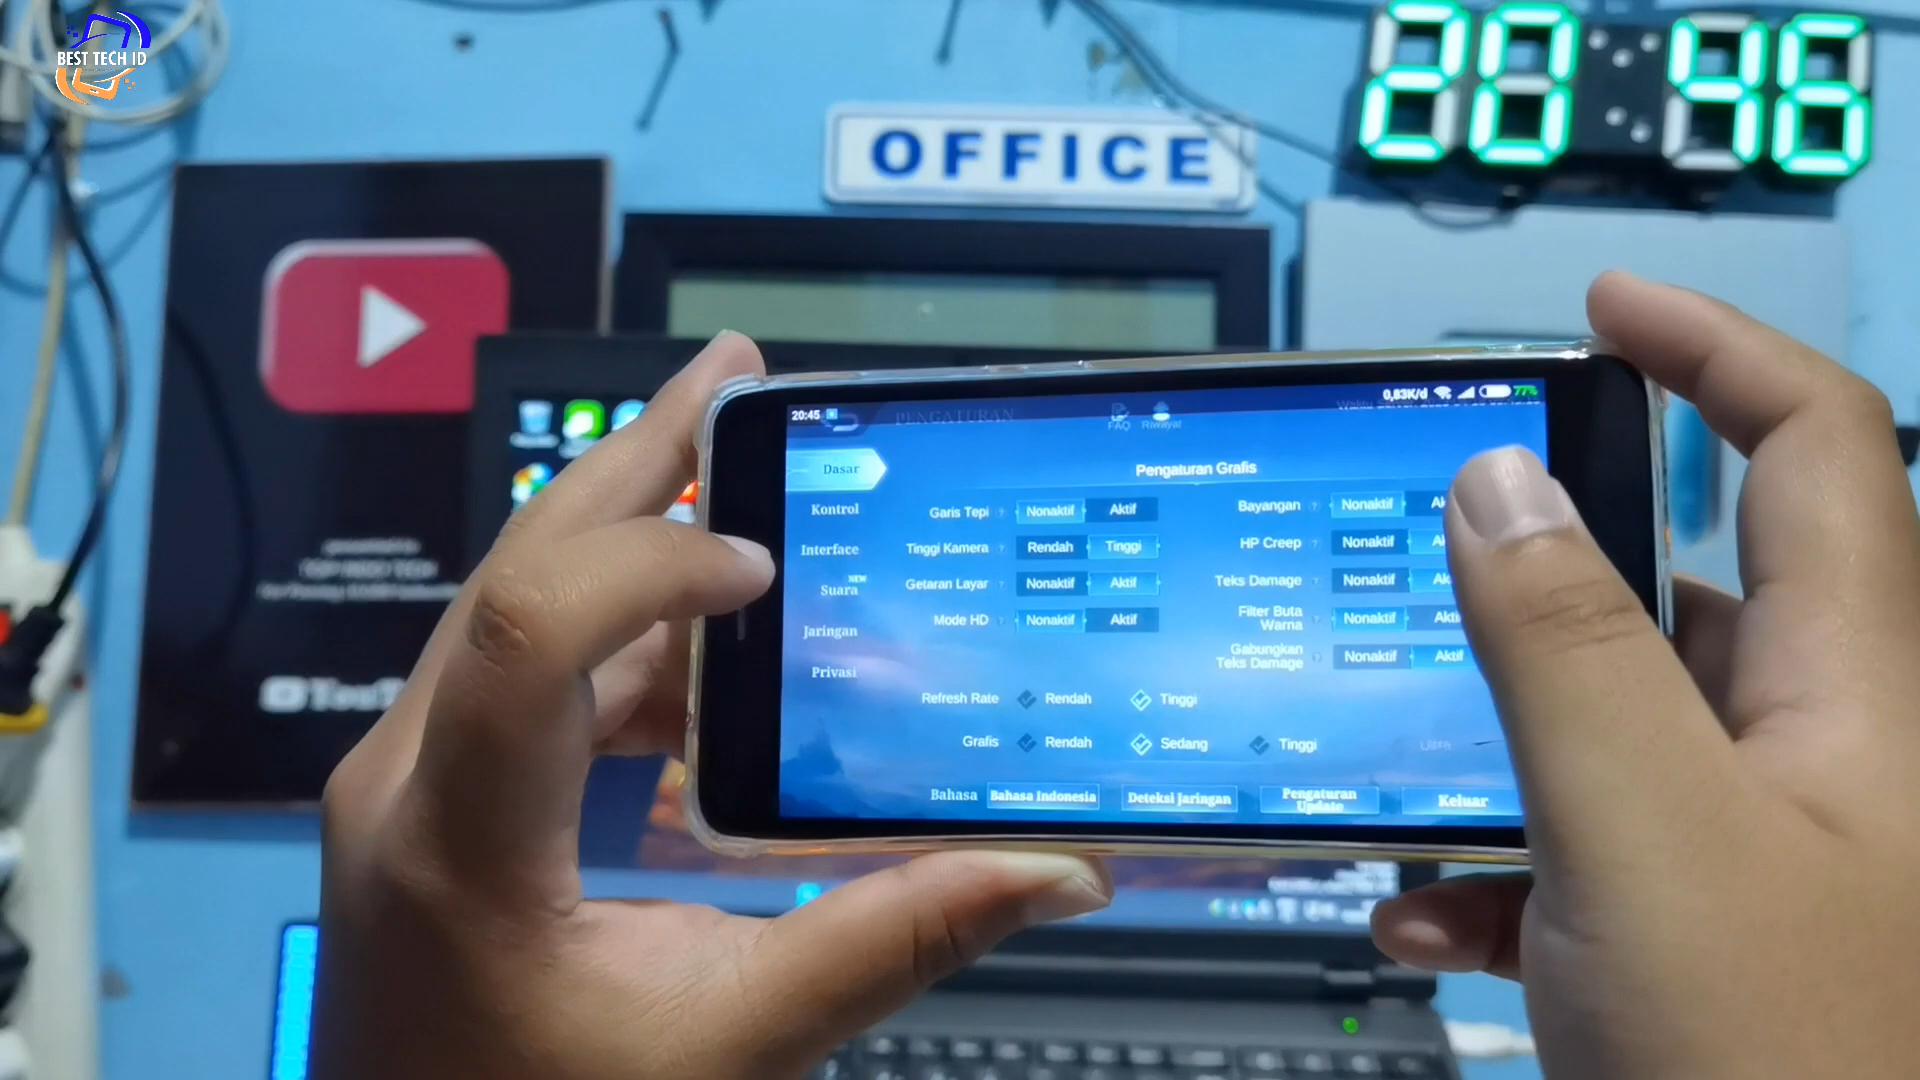 BEST TECH ID
20:46
OFFICE
20:45
0,83K/d
77%
PENGATURAN
FAQ
Riwayat
Dasar
Kontrol
Interface
NEW
Suara
Jaringan
Privasi
Pengaturan Grafis
Garis Tepi Nonaktif Aktif
Tinggi Kamera Rendah Tinggi
Getaran Layar Nonaktif Aktif
Mode HD Nonaktif Aktif
Bayangan Nonaktif
HP Creep Nonaktif
Teks Damage Nonaktif
Filter Buta
Warna
Nonaktif
Gabungkan
Teks Damage
Nonaktif Aktif
Refresh Rate Rendah Tinggi
Grafis Rendah Sedang Tinggi Ultra
Bahasa
Bahasa Indonesia
Deteksi Jaringan
Pengaturan
Update
Keluar